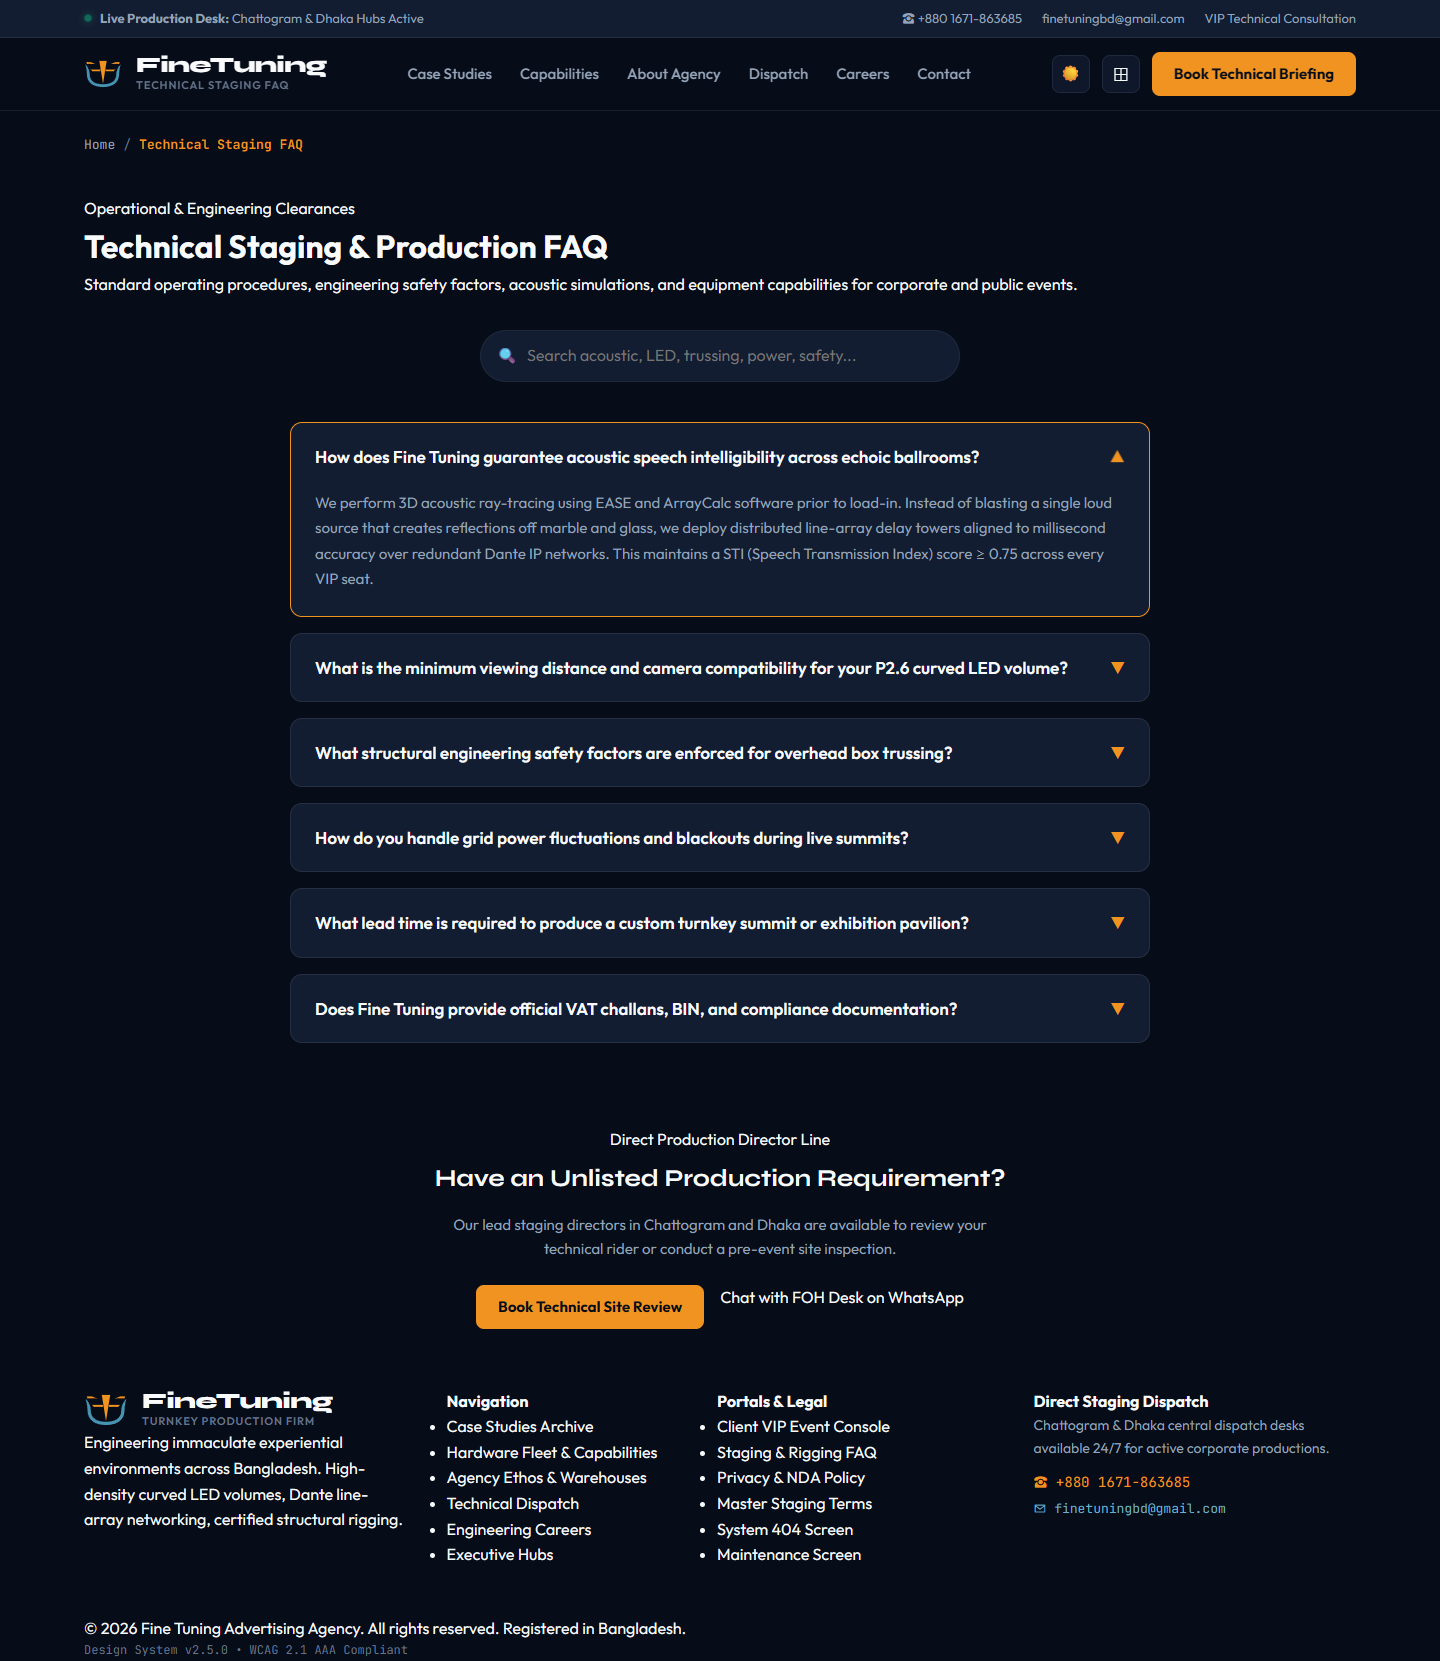 Live Production Desk: Chattogram & Dhaka Hubs Active
☎ +880 1671-863685
finetuningbd@gmail.com
VIP Technical Consultation
FineTuning
TECHNICAL STAGING FAQ
Case Studies
Capabilities
About Agency
Dispatch
Careers
Contact
Book Technical Briefing
Home / Technical Staging FAQ
Operational & Engineering Clearances
Technical Staging & Production FAQ
Standard operating procedures, engineering safety factors, acoustic simulations, and equipment capabilities for corporate and public events.
Search acoustic, LED, trussing, power, safety...
How does Fine Tuning guarantee acoustic speech intelligibility across echoic ballrooms? ▲
We perform 3D acoustic ray-tracing using EASE and ArrayCalc software prior to load-in. Instead of blasting a single loud
source that creates reflections off marble and glass, we deploy distributed line-array delay towers aligned to millisecond
accuracy over redundant Dante IP networks. This maintains a STI (Speech Transmission Index) score ≥ 0.75 across every
VIP seat.
What is the minimum viewing distance and camera compatibility for your P2.6 curved LED volume? ▼
What structural engineering safety factors are enforced for overhead box trussing? ▼
How do you handle grid power fluctuations and blackouts during live summits? ▼
What lead time is required to produce a custom turnkey summit or exhibition pavilion? ▼
Does Fine Tuning provide official VAT challans, BIN, and compliance documentation? ▼
Direct Production Director Line
Have an Unlisted Production Requirement?
Our lead staging directors in Chattogram and Dhaka are available to review your
technical rider or conduct a pre-event site inspection.
Book Technical Site Review
Chat with FOH Desk on WhatsApp
FineTuning
TURNKEY PRODUCTION FIRM
Engineering immaculate experiential
environments across Bangladesh. High-
density curved LED volumes, Dante line-
array networking, certified structural rigging.
Navigation
• Case Studies Archive
• Hardware Fleet & Capabilities
• Agency Ethos & Warehouses
• Technical Dispatch
• Engineering Careers
• Executive Hubs
Portals & Legal
• Client VIP Event Console
• Staging & Rigging FAQ
• Privacy & NDA Policy
• Master Staging Terms
• System 404 Screen
• Maintenance Screen
Direct Staging Dispatch
Chattogram & Dhaka central dispatch desks
available 24/7 for active corporate productions.
☎ +880 1671-863685
✉ finetuningbd@gmail.com
© 2026 Fine Tuning Advertising Agency. All rights reserved. Registered in Bangladesh.
Design System v2.5.0 • WCAG 2.1 AAA Compliant